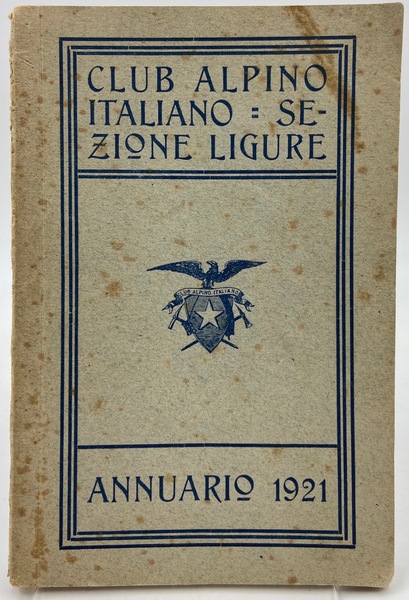 CLUB ALPINO
ITALIANO = SE-
ZIONE LIGURE
CLUB ALPINO ITALIANO
ANNUARIO 1921